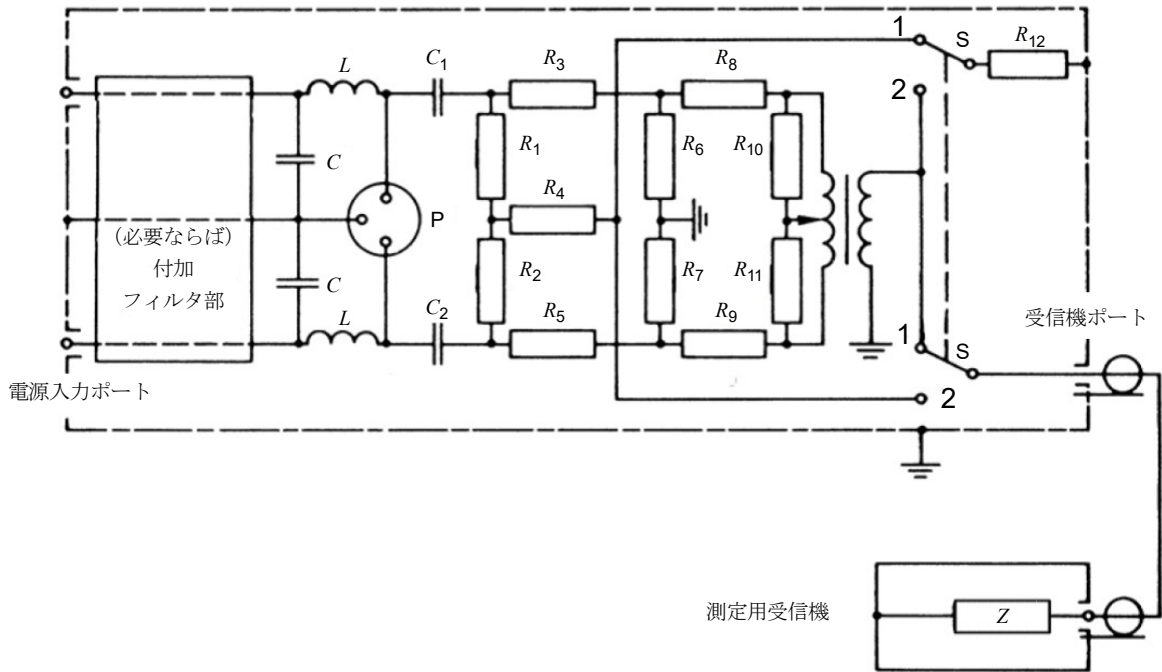 1
S
R12
L
C1
R3
R8
2
C
R1
R6
R10
R4
P
(必要ならば)
付加
フィルタ部
C
R2
R7
R11
L
C2
R5
R9
1
S
受信機ポート
電源入力ポート
2
測定用受信機
Z